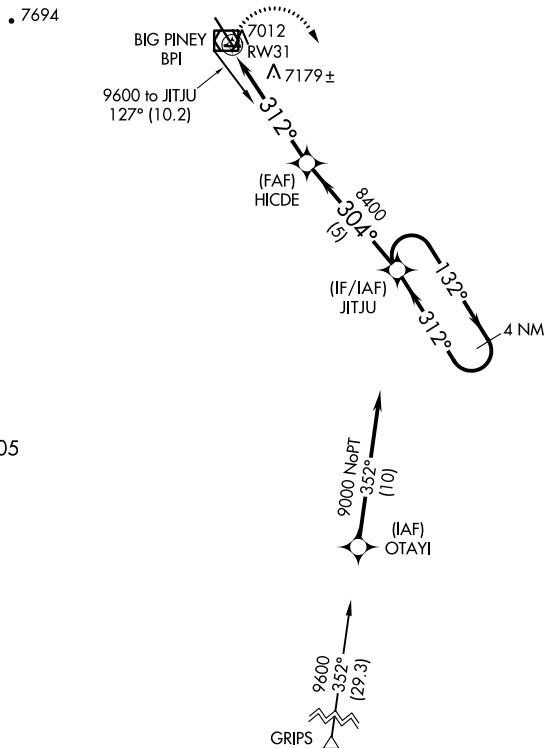 7694
BIG PINEY
BPI
7012
RW31
7179 ±
9600 to JITJU
127° (10.2)
312°
(FAF)
HICDE
8400
304°
(5)
(IF/IAF)
JITJU
132°
312°
4 NM
05
9000 NoPT
352°
(10)
(IAF)
OTAYI
9600
352°
(29.3)
GRIPS